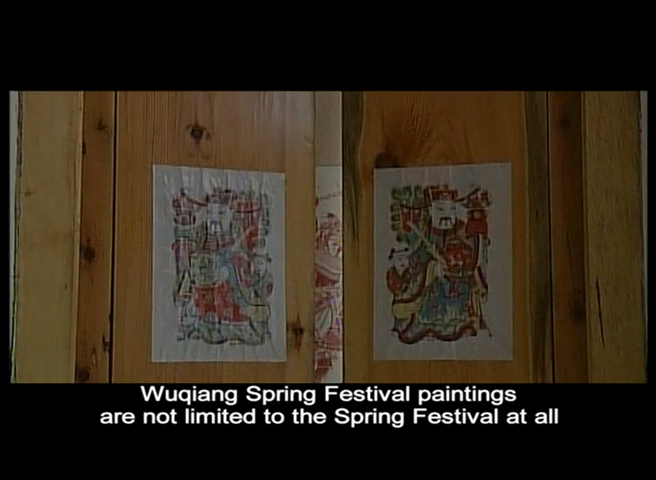 Wuqiang Spring Festival paintings
are not limited to the Spring Festival at all